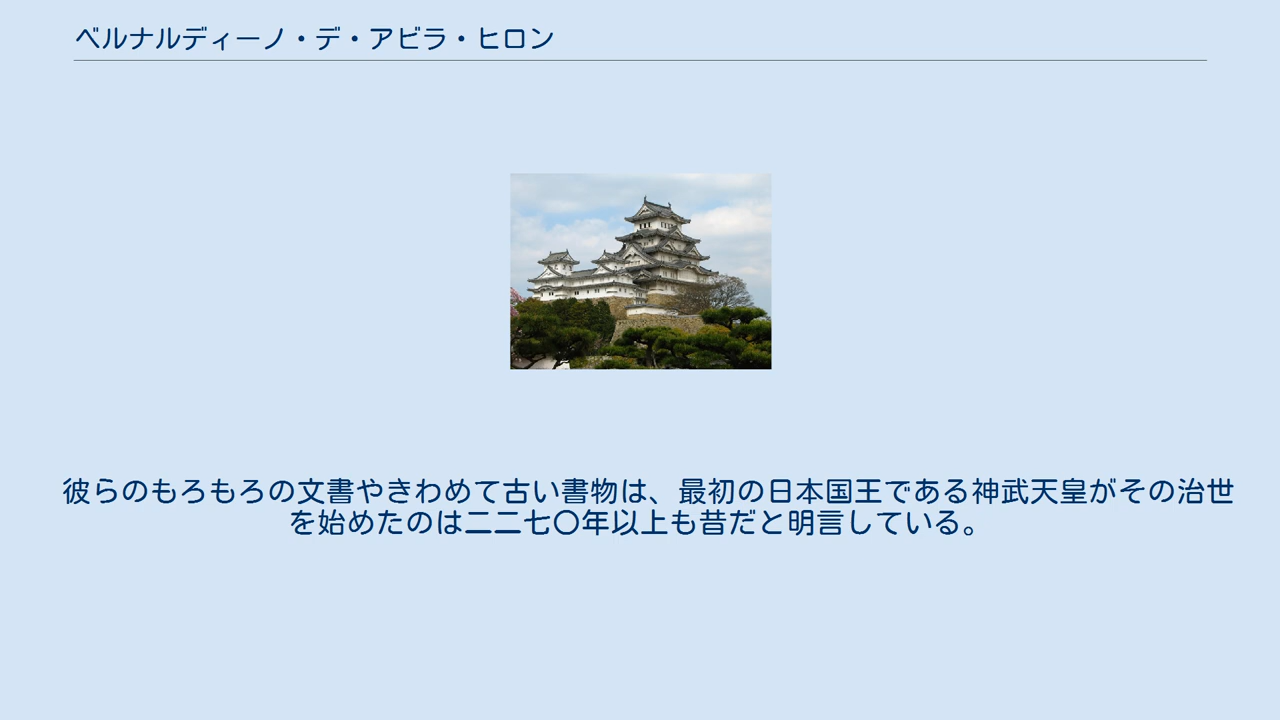 ベルナルディーノ・デ・アビラ・ヒロン
彼らのもろもろの文書やきわめて古い書物は、最初の日本国王である神武天皇がその治世
を始めたのは二二七〇年以上も昔だと明言している。